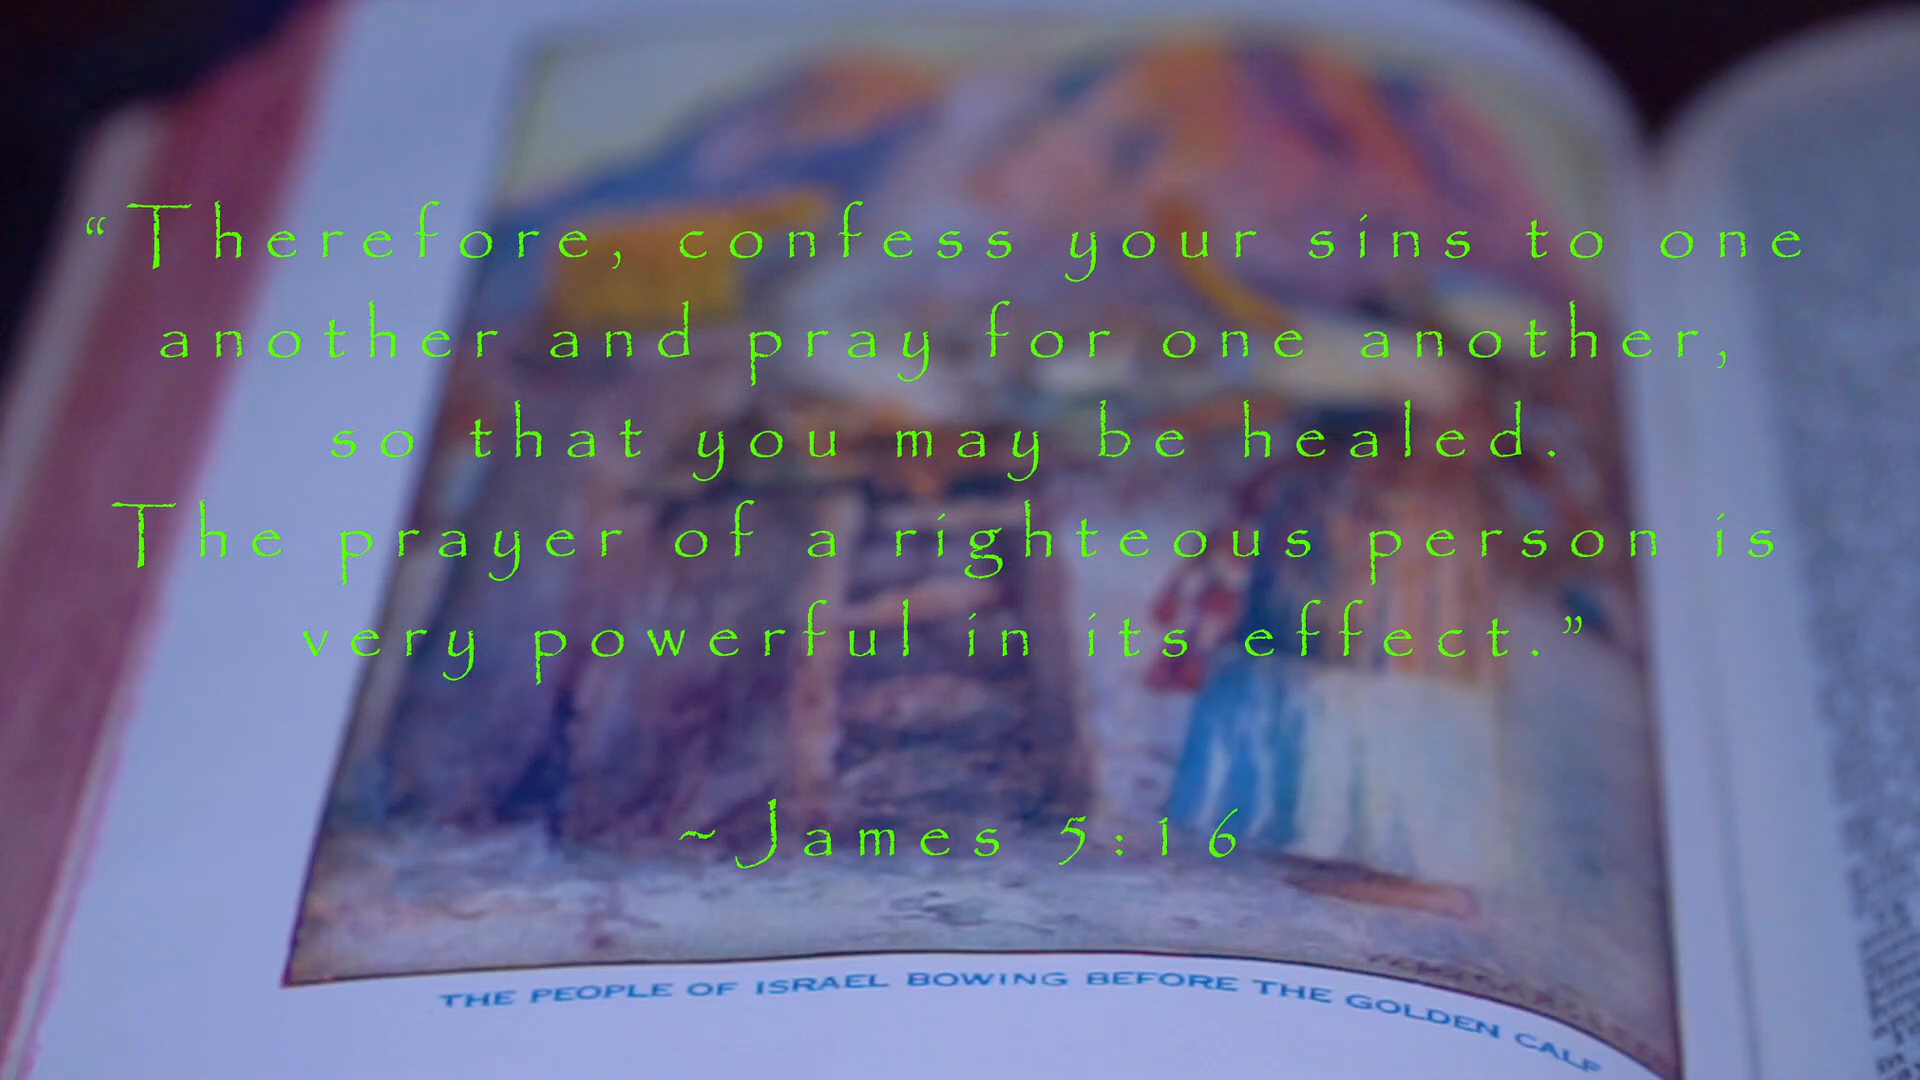 “Therefore, confess your sins to one
another and pray for one another,
so that you may be healed.
The prayer of a righteous person is
very powerful in its effect.”
~James 5:16
THE PEOPLE OF ISRAEL BOWING BEFORE THE GOLDEN CALF